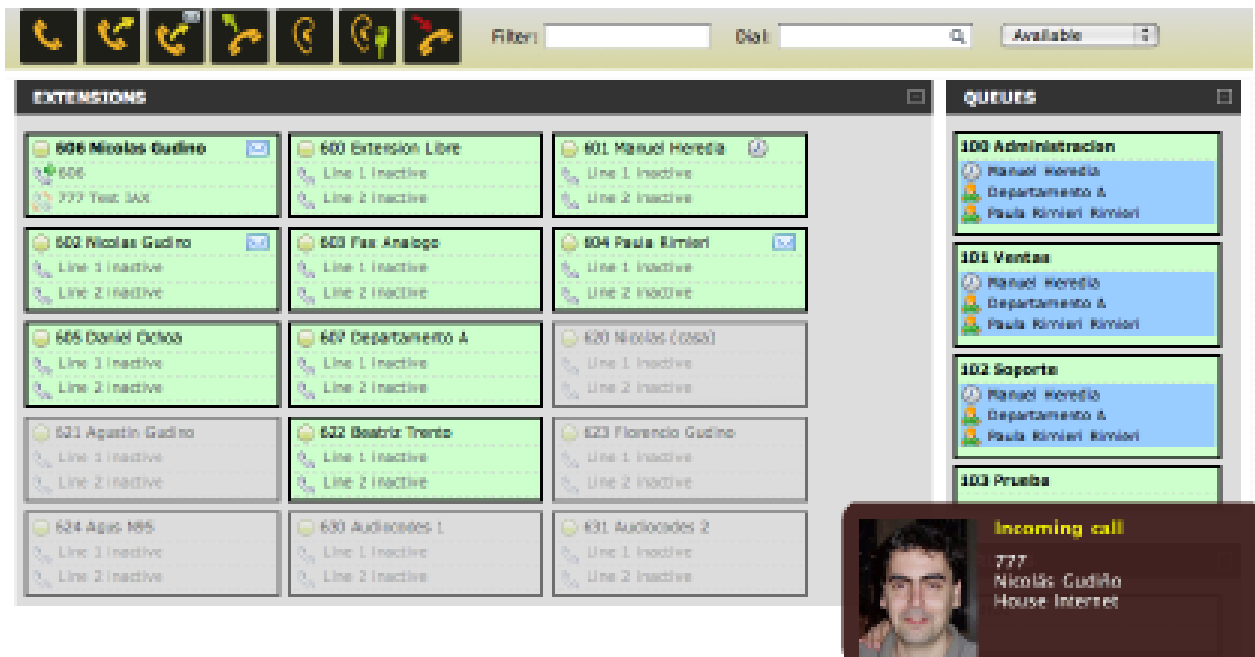 Filter:
Dial:
Available
EXTENSIONS
606 Nicolas Gudino
606
777 Test IAX
600 Extension Libre
Line 1 Inactive
Line 2 Inactive
601 Manuel Heredia
Line 1 Inactive
Line 2 Inactive
602 Nicolas Gudino
Line 1 Inactive
Line 2 Inactive
603 Fax Analogo
Line 1 Inactive
Line 2 Inactive
604 Paula Rimieri
Line 1 Inactive
Line 2 Inactive
605 Daniel Ochoa
Line 1 Inactive
Line 2 Inactive
607 Departamento A
Line 1 Inactive
Line 2 Inactive
620 Nicolas (casa)
Line 1 Inactive
Line 2 Inactive
621 Agustin Gudino
Line 1 Inactive
Line 2 Inactive
622 Beatriz Trento
Line 1 Inactive
Line 2 Inactive
623 Florencio Gudino
Line 1 Inactive
Line 2 Inactive
624 Agus N95
Line 1 Inactive
Line 2 Inactive
630 Audiocodes 1
Line 1 Inactive
Line 2 Inactive
631 Audiocodes 2
Line 1 Inactive
Line 2 Inactive
QUEUES
100 Administracion
Manuel Heredia
Departamento A
Paula Rimieri Rimieri
101 Ventas
Manuel Heredia
Departamento A
Paula Rimieri Rimieri
102 Soporte
Manuel Heredia
Departamento A
Paula Rimieri Rimieri
103 Prueba
Incoming call
777
Nicolás Gudiño
House Internet